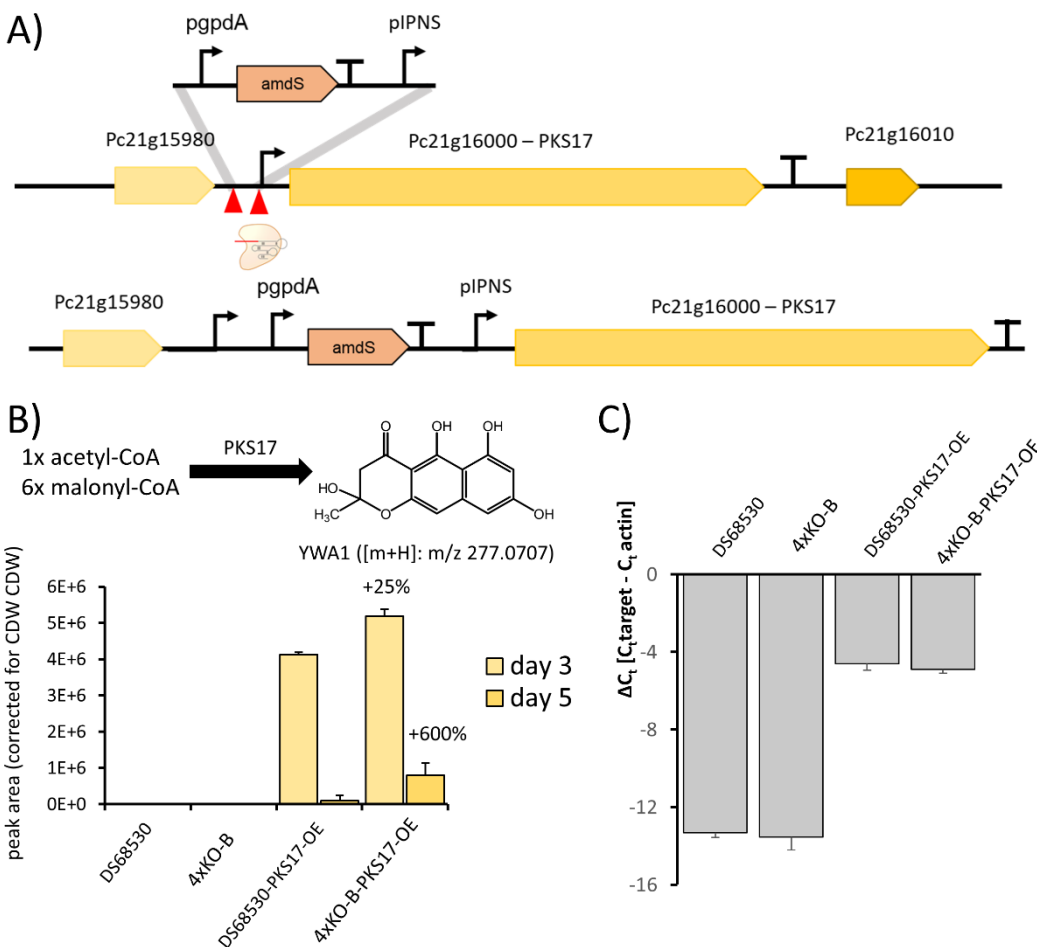 A)
pgpdA
pIPNS
amdS
Pc21g15980
Pc21g16000 – PKS17
Pc21g16010
Pc21g15980
pgpdA
pIPNS
Pc21g16000 – PKS17
amdS
B)
1x acetyl-CoA
6x malonyl-CoA
PKS17
O
OH
OH
HO
H₃C
O
OH
YWA1 ([m+H]: m/z 277.0707)
peak area (corrected for CDW CDW)
6E+6
5E+6
4E+6
3E+6
2E+6
1E+6
0E+0
+25%
+600%
day 3
day 5
DS68530
4xKO-B
DS68530-PKS17-OE
4xKO-B-PKS17-OE
C)
DS68530
4xKO-B
DS68530-PKS17-OE
4xKO-B-PKS17-OE
ΔCt [Cttarget - Ct actin]
0
-4
-8
-12
-16